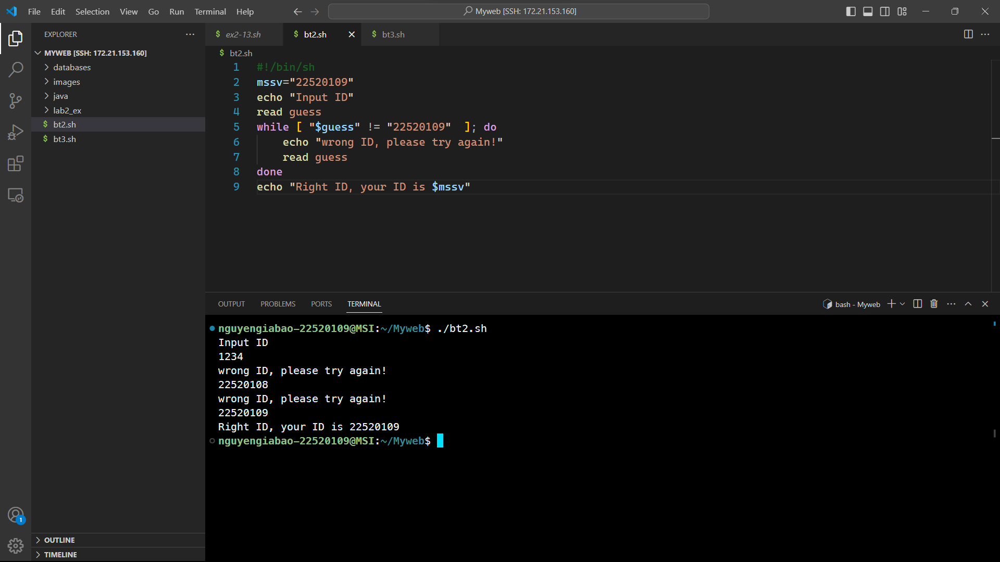 File Edit Selection View Go Run Terminal Help
Myweb [SSH: 172.21.153.160]
EXPLORER
MYWEB [SSH: 172.21.153.160]
databases
images
java
lab2_ex
$ bt2.sh
$ bt3.sh
OUTLINE
TIMELINE
$ ex2-13.sh
$ bt2.sh
$ bt3.sh
$ bt2.sh
1 #!/bin/sh
2 mssv="22520109"
3 echo "Input ID"
4 read guess
5 while [ "$guess" != "22520109"  ]; do
6     echo "wrong ID, please try again!"
7     read guess
8 done
9 echo "Right ID, your ID is $mssv"
OUTPUT PROBLEMS PORTS TERMINAL
bash - Myweb
nguyengiabao-22520109@MSI:~/Myweb$ ./bt2.sh
Input ID
1234
wrong ID, please try again!
22520108
wrong ID, please try again!
22520109
Right ID, your ID is 22520109
nguyengiabao-22520109@MSI:~/Myweb$
1